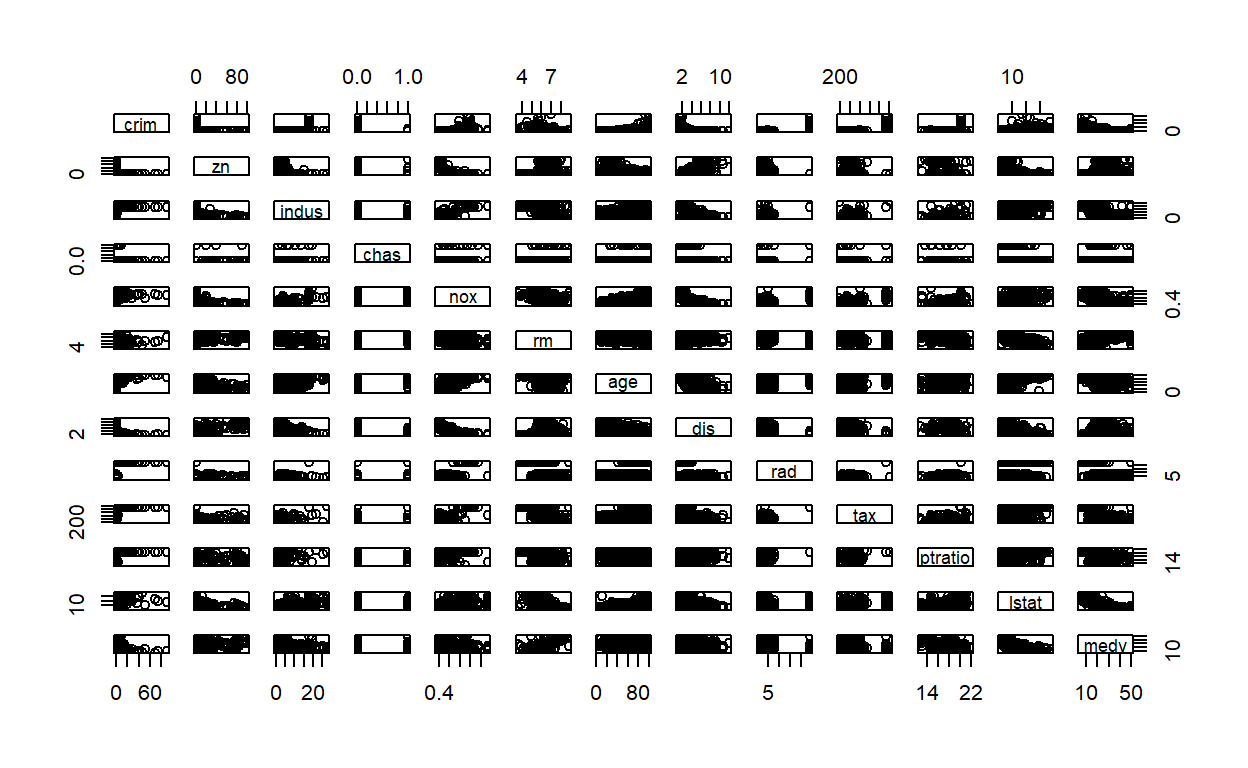 0 80 0.0 1.0 4 7 2 10 200 10
crim 0
0 zn
indus 0
0.0 chas
nox 0.4
4 rm
age 0
2 dis
rad 5
200 tax
ptratio 14
10 lstat
medv 10
0 60 0 20 0.4 0 80 5 14 22 10 50